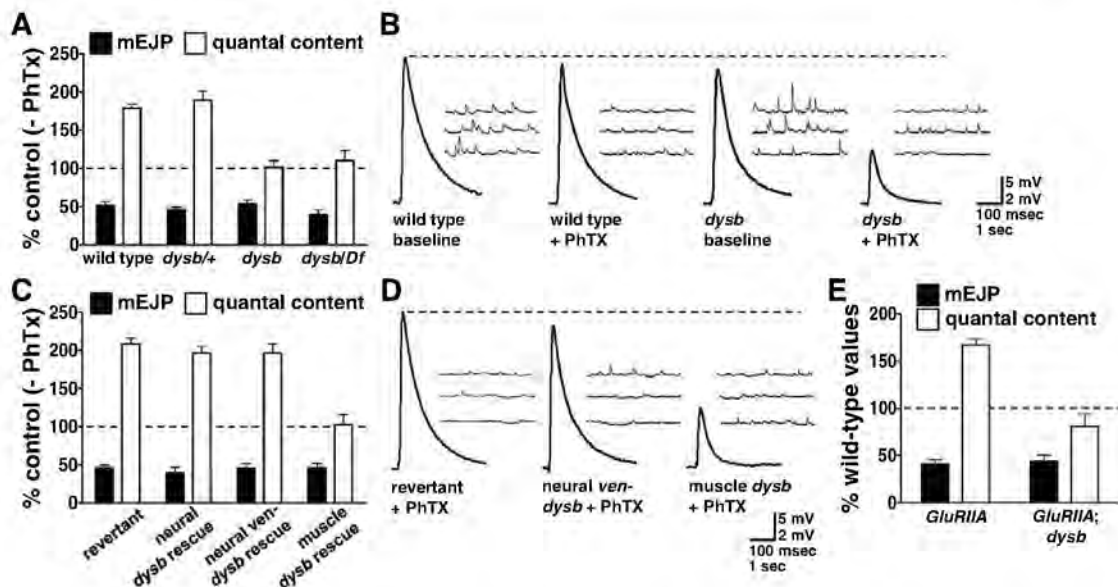 A
mEJP quantal content
% control (- PhTx)
250
200
150
100
50
0
wild type dysb/+ dysb dysb/Df
B
wild type
baseline
wild type
+ PhTX
dysb
baseline
dysb
+ PhTX
5 mV
2 mV
100 msec
1 sec
C
mEJP quantal content
% control (- PhTx)
250
200
150
100
50
0
revertant
neural
dysb rescue
neural ven-
dysb rescue
muscle
dysb rescue
D
revertant
+ PhTX
neural ven-
dysb + PhTX
muscle dysb
+ PhTX
5 mV
2 mV
100 msec
1 sec
E
mEJP
quantal content
% wild-type values
200
150
100
50
0
GluRIIA
GluRIIA;
dysb